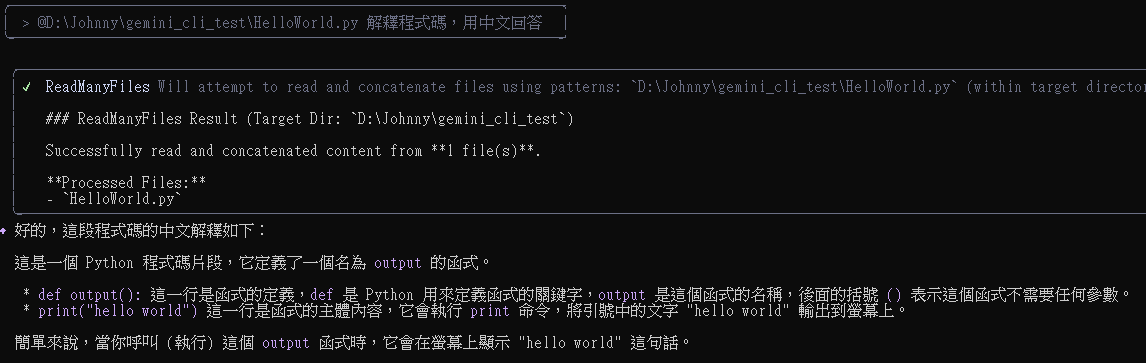 > @D:\Johnny\gemini_cli_test\HelloWorld.py 解釋程式碼，用中文回答
✓ ReadManyFiles Will attempt to read and concatenate files using patterns: `D:\Johnny\gemini_cli_test\HelloWorld.py` (within target director
### ReadManyFiles Result (Target Dir: `D:\Johnny\gemini_cli_test`)
Successfully read and concatenated content from **1 file(s)**.
**Processed Files:**
- `HelloWorld.py`
✦ 好的，這段程式碼的中文解釋如下：
這是一個 Python 程式碼片段，它定義了一個名為 output 的函式。
* def output(): 這一行是函式的定義，def 是 Python 用來定義函式的關鍵字，output 是這個函式的名稱，後面的括號 () 表示這個函式不需要任何參數。
* print("hello world") 這一行是函式的主體內容，它會執行 print 命令，將引號中的文字 "hello world" 輸出到螢幕上。
簡單來說，當你呼叫 (執行) 這個 output 函式時，它會在螢幕上顯示 "hello world" 這句話。